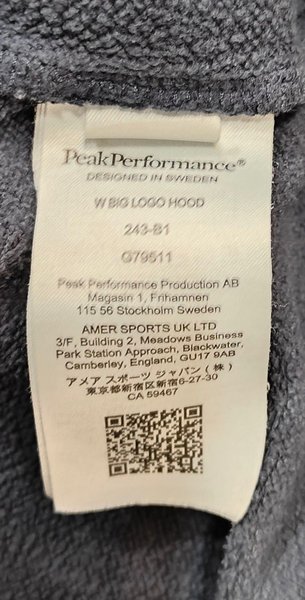 PeakPerformance®
DESIGNED IN SWEDEN
W BIG LOGO HOOD
243-B1
G79511
Peak Performance Production AB
Magasin 1, Frihamnen
115 56 Stockholm Sweden
AMER SPORTS UK LTD
3/F, Building 2, Meadows Business
Park Station Approach, Blackwater,
Camberley, England, GU17 9AB
アメア スポーツ ジャパン(株)
東京都新宿区新宿6-27-30
CA 59467